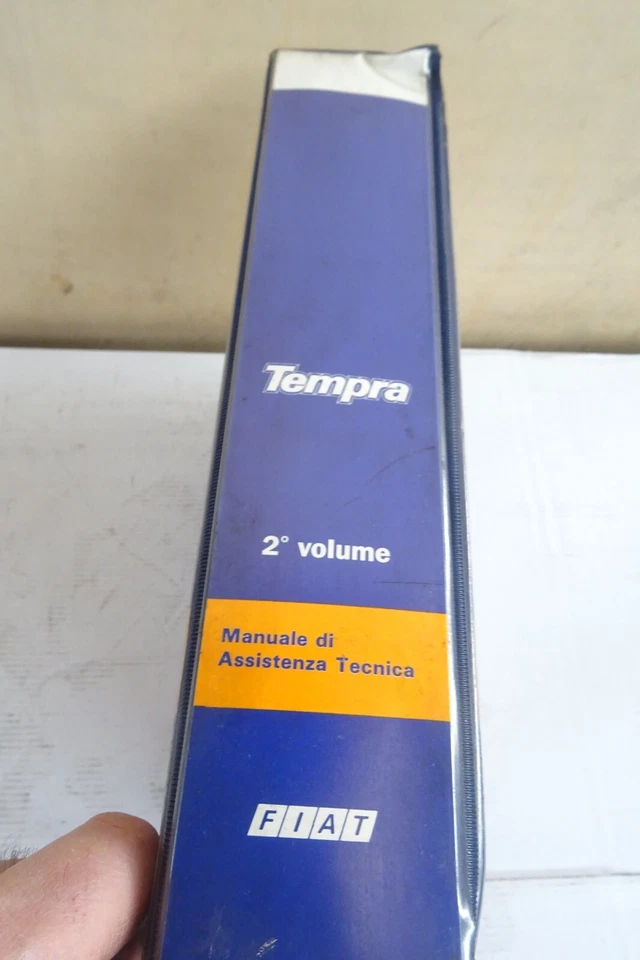 Tempra
2° volume
Manuale di
Assistenza Tecnica
FIAT